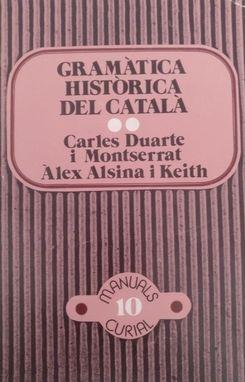 GRAMÀTICA
HISTÒRICA
DEL CATALÀ
Carles Duarte
i Montserrat
Àlex Alsina i Keith
MANUALS
10
CURIAL